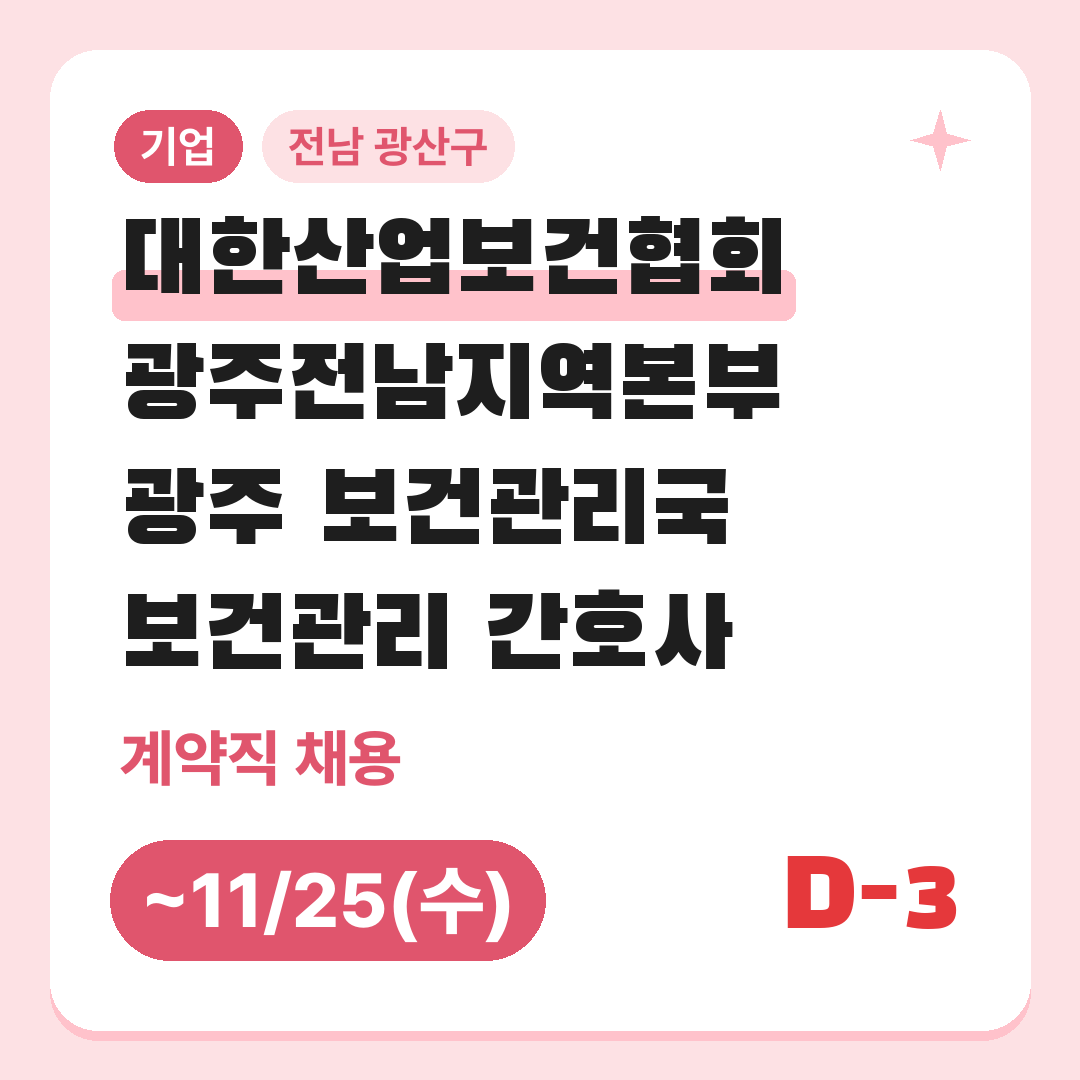 기업 전남 광산구
대한산업보건협회
광주전남지역본부
광주 보건관리국
보건관리 간호사
계약직 채용
~11/25(수) D-3